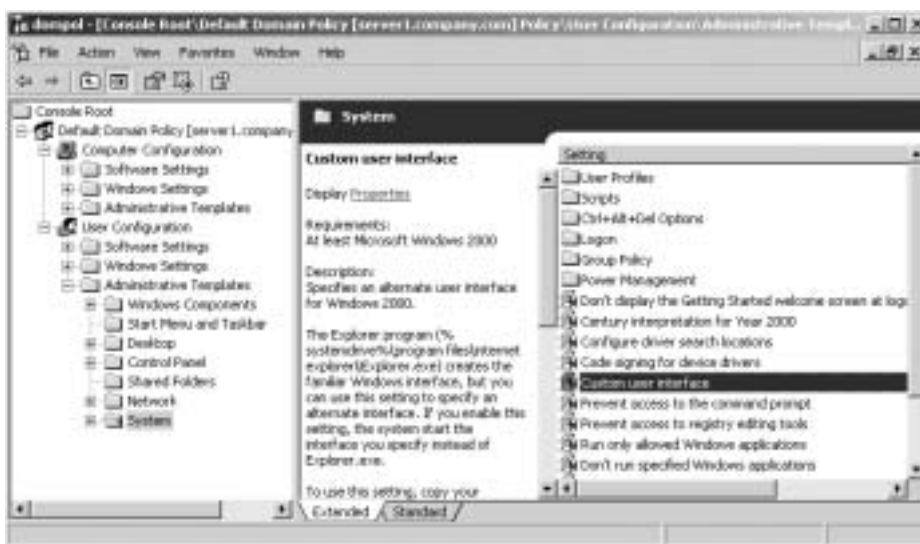 dompol - [Console Root\Default Domain Policy [server1.company.com] Policy\User Configuration\Administrative Templ...
File Action View Favorites Window Help
Console Root
Default Domain Policy [server1.company
Computer Configuration
Software Settings
Windows Settings
Administrative Templates
User Configuration
Software Settings
Windows Settings
Administrative Templates
Windows Components
Start Menu and Taskbar
Desktop
Control Panel
Shared Folders
Network
System
System
Custom user interface
Display Properties
Requirements:
At least Microsoft Windows 2000
Description:
Specifies an alternate user interface
for Windows 2000.
The Explorer program (%
systemdrive%\program files\internet
explorer\Explorer.exe) creates the
familiar Windows interface, but you
can use this setting to specify an
alternate interface. If you enable this
setting, the system start the
interface you specify instead of
Explorer.exe.
To use this setting, copy your
Extended
Standard
Setting
User Profiles
Scripts
Ctrl+Alt+Del Options
Logon
Group Policy
Power Management
Don't display the Getting Started welcome screen at logo
Century interpretation for Year 2000
Configure driver search locations
Code signing for device drivers
Custom user interface
Prevent access to the command prompt
Prevent access to registry editing tools
Run only allowed Windows applications
Don't run specified Windows applications